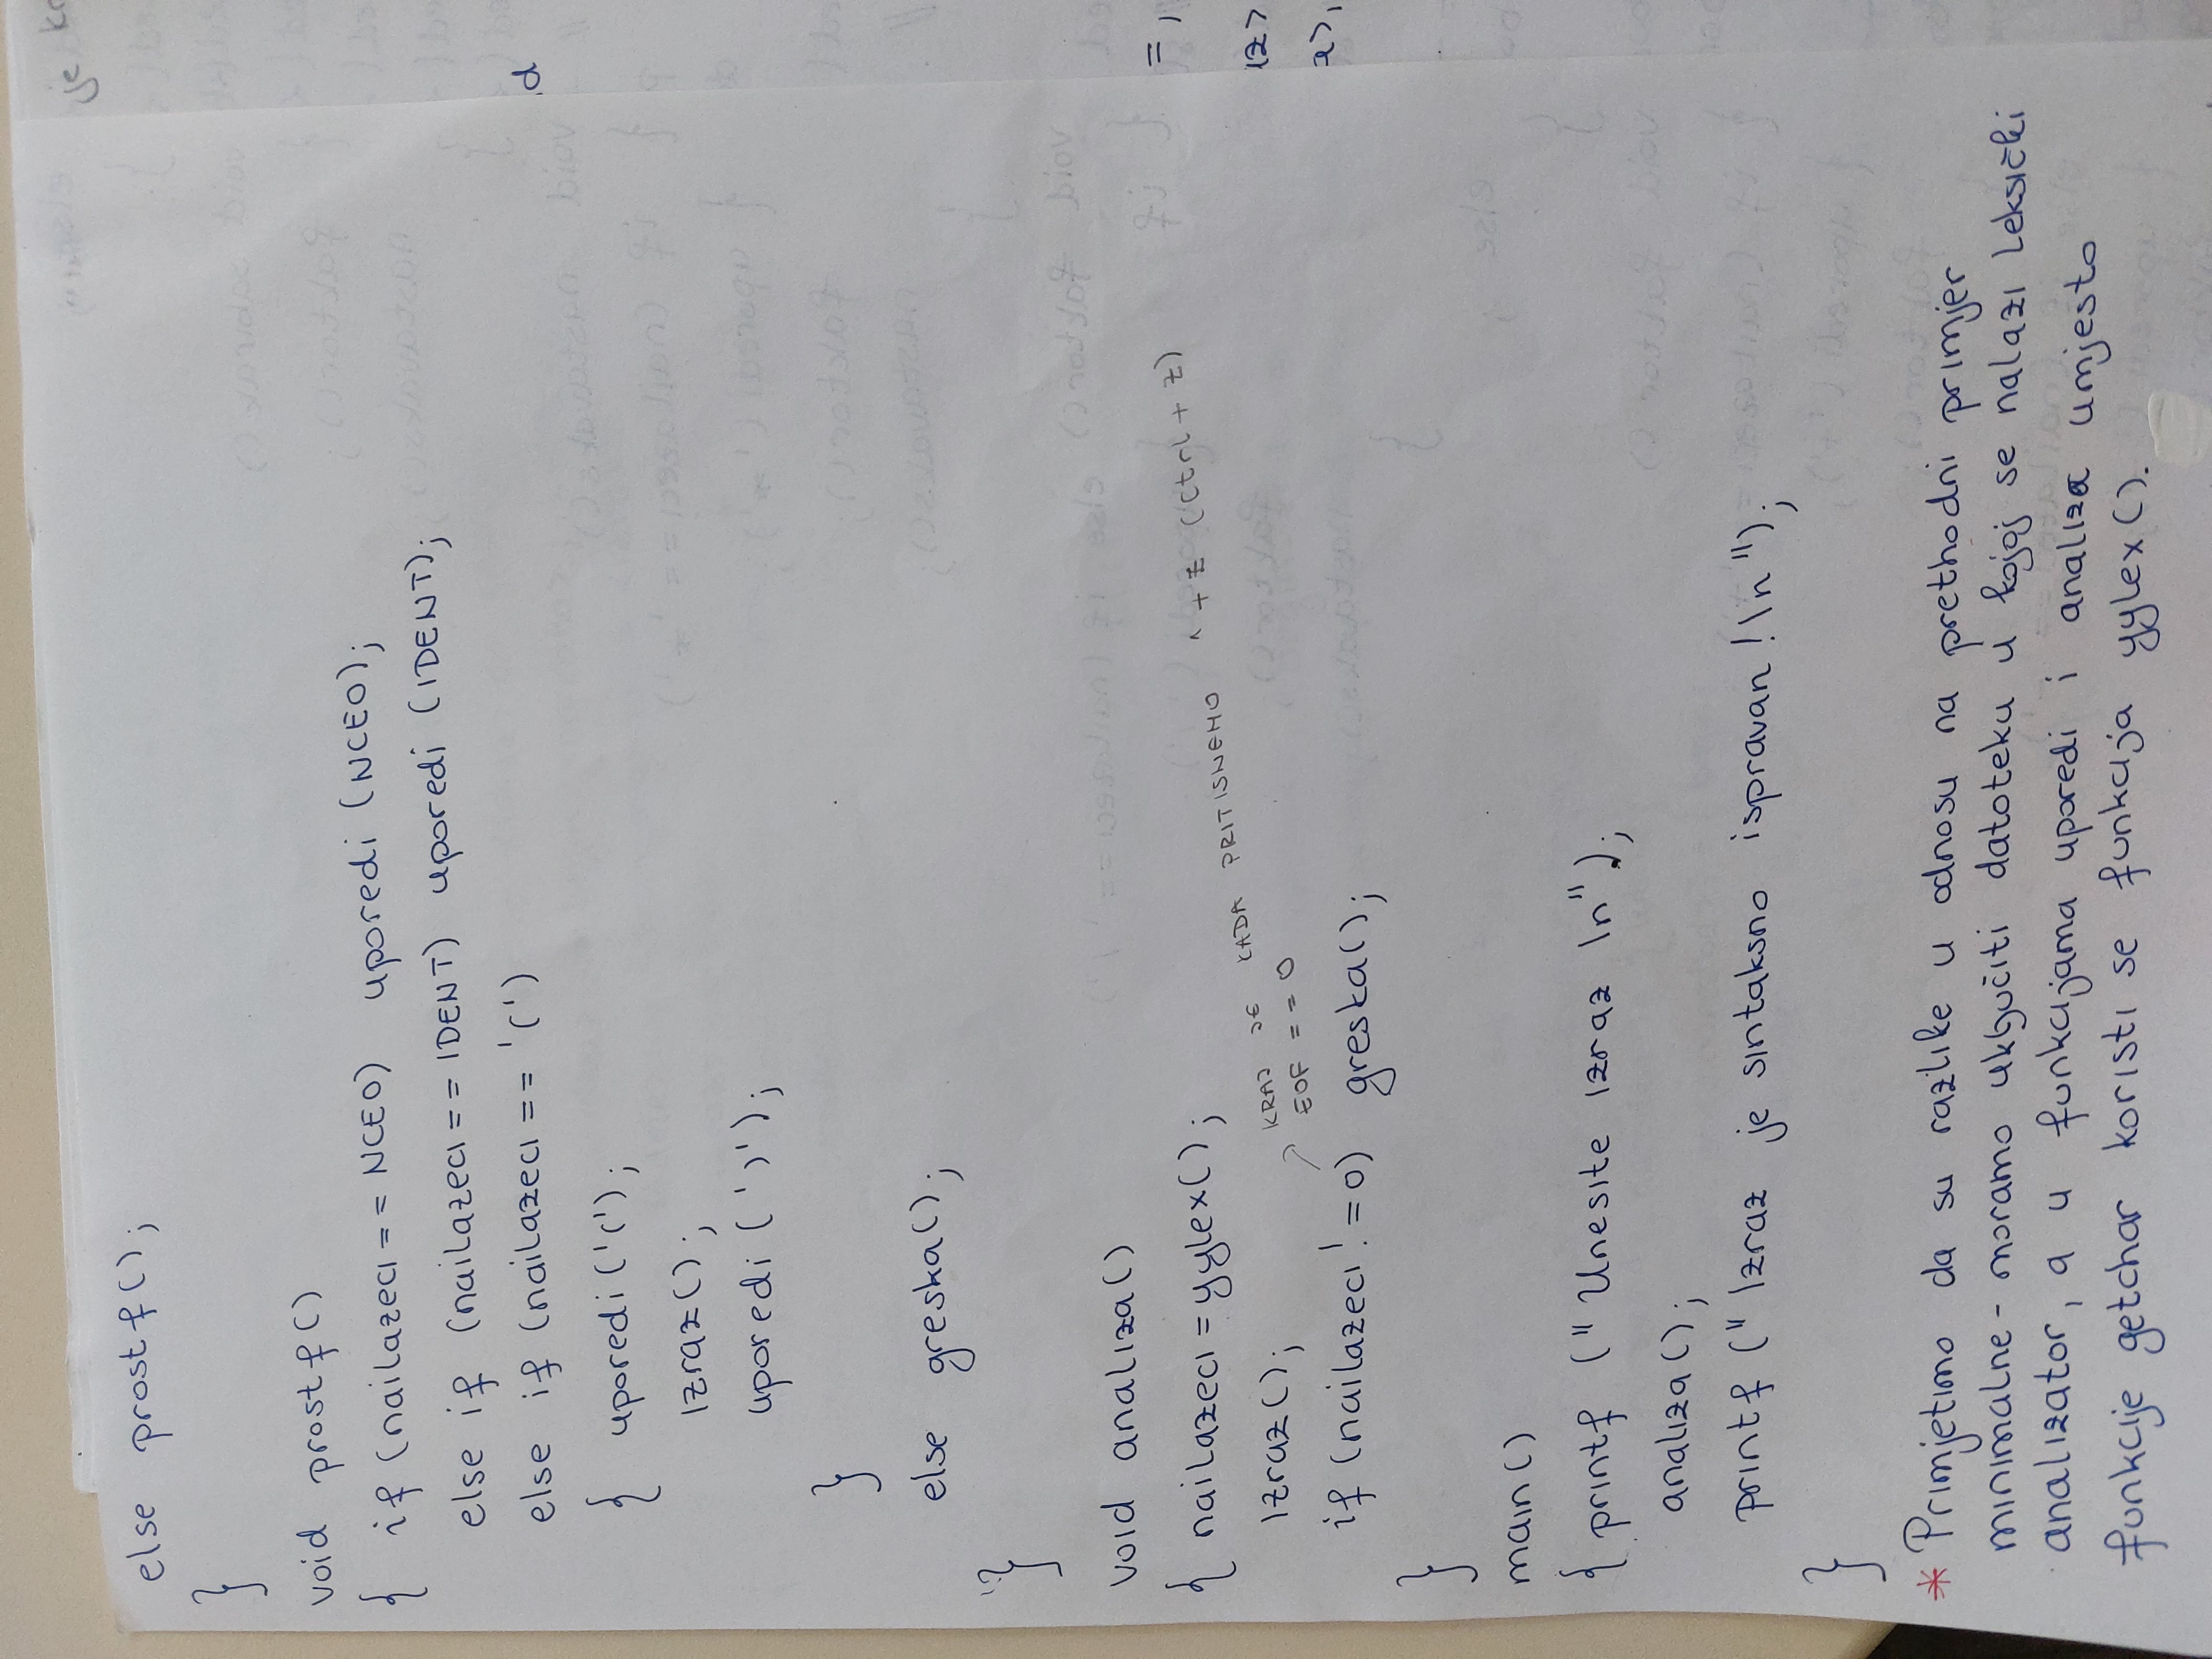 else prostf();
}
void prostf()
{ if (nailazeci == NCEO) uporedi (NCEO);
else if (nailazeci == IDENT) uporedi (IDENT);
else if (nailazeci == '(')
{ uporedi('(');
izraz();
uporedi(')');
}
else greska();
}
void analiza()
{ nailazeci = yylex();
izraz();
KRAJ JE KADA PRITISNEMO ^ + Z (Ctrl + Z)
EOF == 0
if (nailazeci != 0) greska();
}
main()
{ printf ("Unesite izraz \n");
analiza();
printf ("Izraz je sintaksno ispravan!\n");
}
* Primjetimo da su razlike u odnosu na prethodni primjer
minimalne - moramo uključiti datoteku u kojoj se nalazi leksički
analizator, a u funkcijama uporedi i analiza umjesto
funkcije getchar koristi se funkcija yylex().
je